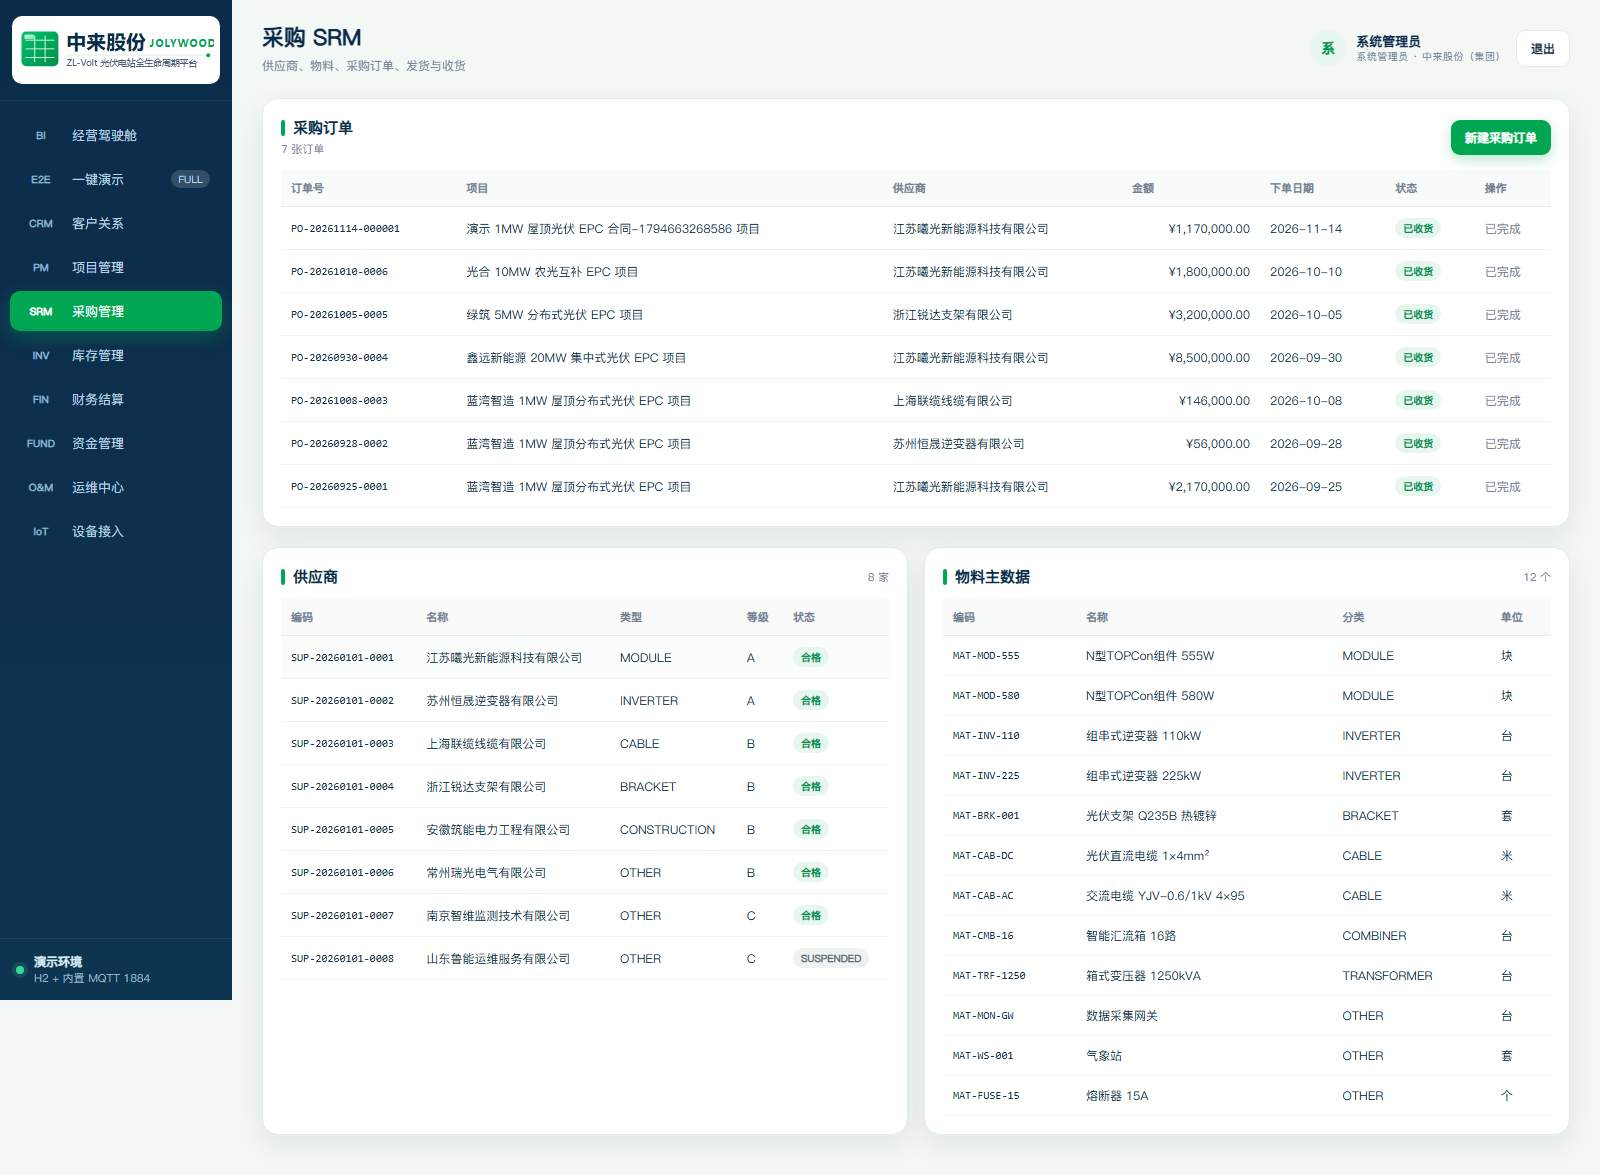 中来股份 JOLYWOOD
ZL-Volt 光伏电站全生命周期平台
BI 经营驾驶舱
E2E 一键演示 FULL
CRM 客户关系
PM 项目管理
SRM 采购管理
INV 库存管理
FIN 财务结算
FUND 资金管理
O&M 运维中心
IoT 设备接入
演示环境
H2 + 内置 MQTT 1884
采购 SRM
供应商、物料、采购订单、发货与收货
系
系统管理员
系统管理员 · 中来股份（集团）
退出
采购订单
7 张订单
新建采购订单
订单号 项目 供应商 金额 下单日期 状态 操作
PO-20261114-000001 演示 1MW 屋顶光伏 EPC 合同-1794663268586 项目 江苏曦光新能源科技有限公司 ¥1,170,000.00 2026-11-14 已收货 已完成
PO-20261010-0006 光合 10MW 农光互补 EPC 项目 江苏曦光新能源科技有限公司 ¥1,800,000.00 2026-10-10 已收货 已完成
PO-20261005-0005 绿筑 5MW 分布式光伏 EPC 项目 浙江锐达支架有限公司 ¥3,200,000.00 2026-10-05 已收货 已完成
PO-20260930-0004 鑫远新能源 20MW 集中式光伏 EPC 项目 江苏曦光新能源科技有限公司 ¥8,500,000.00 2026-09-30 已收货 已完成
PO-20261008-0003 蓝湾智造 1MW 屋顶分布式光伏 EPC 项目 上海联缆线缆有限公司 ¥146,000.00 2026-10-08 已收货 已完成
PO-20260928-0002 蓝湾智造 1MW 屋顶分布式光伏 EPC 项目 苏州恒晟逆变器有限公司 ¥56,000.00 2026-09-28 已收货 已完成
PO-20260925-0001 蓝湾智造 1MW 屋顶分布式光伏 EPC 项目 江苏曦光新能源科技有限公司 ¥2,170,000.00 2026-09-25 已收货 已完成
供应商 8 家
编码 名称 类型 等级 状态
SUP-20260101-0001 江苏曦光新能源科技有限公司 MODULE A 合格
SUP-20260101-0002 苏州恒晟逆变器有限公司 INVERTER A 合格
SUP-20260101-0003 上海联缆线缆有限公司 CABLE B 合格
SUP-20260101-0004 浙江锐达支架有限公司 BRACKET B 合格
SUP-20260101-0005 安徽筑能电力工程有限公司 CONSTRUCTION B 合格
SUP-20260101-0006 常州瑞光电气有限公司 OTHER B 合格
SUP-20260101-0007 南京智维监测技术有限公司 OTHER C 合格
SUP-20260101-0008 山东鲁能运维服务有限公司 OTHER C SUSPENDED
物料主数据 12 个
编码 名称 分类 单位
MAT-MOD-555 N型TOPCon组件 555W MODULE 块
MAT-MOD-580 N型TOPCon组件 580W MODULE 块
MAT-INV-110 组串式逆变器 110kW INVERTER 台
MAT-INV-225 组串式逆变器 225kW INVERTER 台
MAT-BRK-001 光伏支架 Q235B 热镀锌 BRACKET 套
MAT-CAB-DC 光伏直流电缆 1×4mm² CABLE 米
MAT-CAB-AC 交流电缆 YJV-0.6/1kV 4×95 CABLE 米
MAT-CMB-16 智能汇流箱 16路 COMBINER 台
MAT-TRF-1250 箱式变压器 1250kVA TRANSFORMER 台
MAT-MON-GW 数据采集网关 OTHER 台
MAT-WS-001 气象站 OTHER 套
MAT-FUSE-15 熔断器 15A OTHER 个